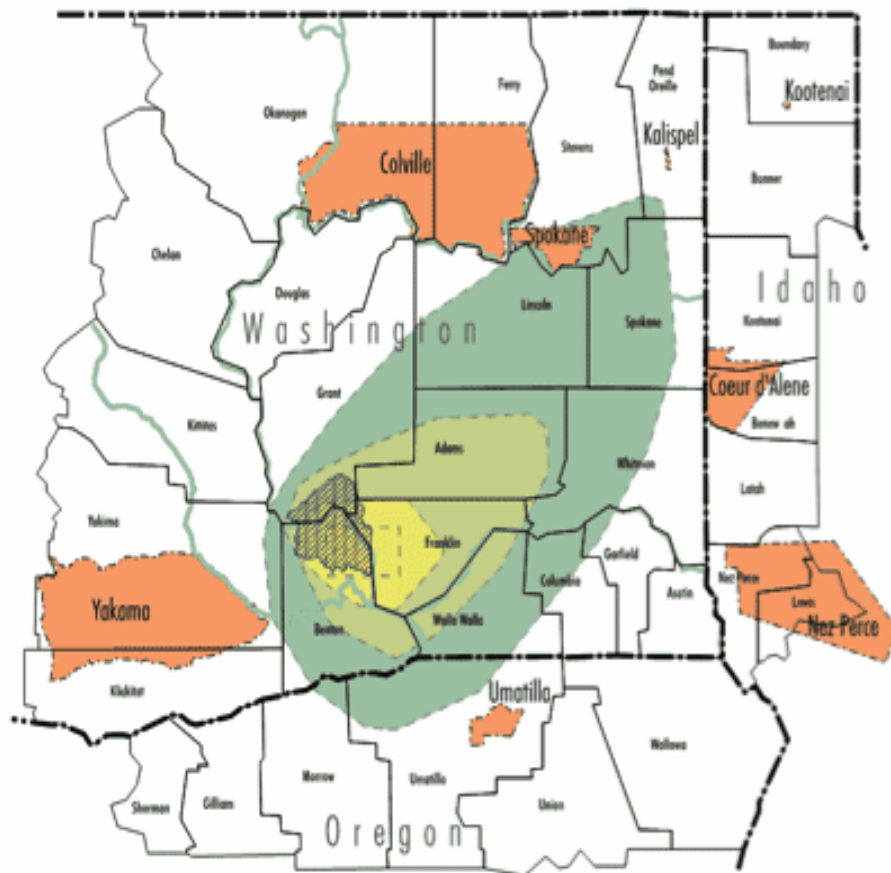 Boundary
Kootenai
Pend
Oreille
Ferry
Okanogan
Kalispel
Stevens
Colville
Bonner
Spokane
Chelan
Idaho
Douglas
Lincoln
Washington
Spokane
Kootenai
Grant
Coeur d'Alene
Kittitas
Benewah
Adams
Whitman
Latah
Yakima
Franklin
Garfield
Columbia
Nez Perce
Asotin
Lewis
Yakama
Walla Walla
Nez Perce
Benton
Klickitat
Umatilla
Wallowa
Morrow
Umatilla
Sherman
Gilliam
Union
Oregon